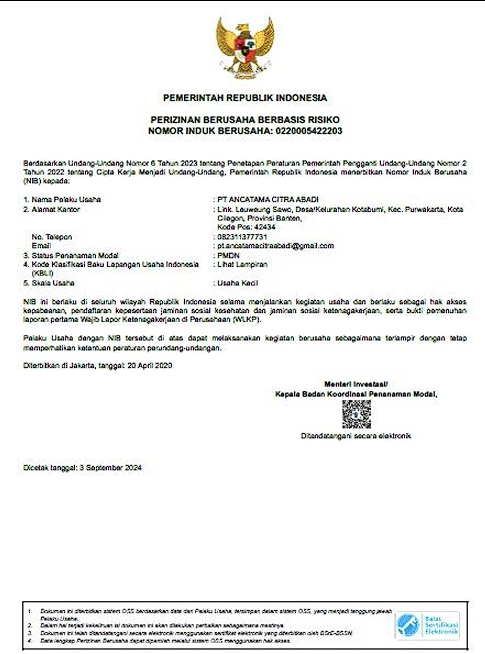 PEMERINTAH REPUBLIK INDONESIA
PERIZINAN BERUSAHA BERBASIS RISIKO
NOMOR INDUK BERUSAHA: 0220005422203
Berdasarkan Undang-Undang Nomor 6 Tahun 2023 tentang Penetapan Peraturan Pemerintah Pengganti Undang-Undang Nomor 2
Tahun 2022 tentang Cipta Kerja Menjadi Undang-Undang, Pemerintah Republik Indonesia menerbitkan Nomor Induk Berusaha
(NIB) kepada:
1. Nama Pelaku Usaha : PT ANCATAMA CITRA ABADI
2. Alamat Kantor : Link. Leuweung Sawo, Desa/Kelurahan Kotabumi, Kec. Purwakarta, Kota
Cilegon, Provinsi Banten,
Kode Pos: 42434
No. Telepon : 082311377731
Email : pt.ancatamacitraabadi@gmail.com
3. Status Penanaman Modal : PMDN
4. Kode Klasifikasi Baku Lapangan Usaha Indonesia : Lihat Lampiran
(KBLI)
5. Skala Usaha : Usaha Kecil
NIB ini berlaku di seluruh wilayah Republik Indonesia selama menjalankan kegiatan usaha dan berlaku sebagai hak akses
kepabeanan, pendaftaran kepesertaan jaminan sosial kesehatan dan jaminan sosial ketenagakerjaan, serta bukti pemenuhan
laporan pertama Wajib Lapor Ketenagakerjaan di Perusahaan (WLKP).
Pelaku Usaha dengan NIB tersebut di atas dapat melaksanakan kegiatan berusaha sebagaimana terlampir dengan tetap
memperhatikan ketentuan peraturan perundang-undangan.
Diterbitkan di Jakarta, tanggal: 20 April 2020
Menteri Investasi/
Kepala Badan Koordinasi Penanaman Modal,
Ditandatangani secara elektronik
Dicetak tanggal: 3 September 2024
1. Dokumen ini diterbitkan sistem OSS berdasarkan data dari Pelaku Usaha, tersimpan dalam sistem OSS, yang menjadi tanggung jawab
Pelaku Usaha.
2. Dalam hal terjadi kekeliruan isi dokumen ini akan dilakukan perbaikan sebagaimana mestinya.
3. Dokumen ini telah ditandatangani secara elektronik menggunakan sertifikat elektronik yang diterbitkan oleh BSrE-BSSN.
4. Data lengkap Perizinan Berusaha dapat diperoleh melalui sistem OSS menggunakan hak akses.
Balai
Sertifikasi
Elektronik